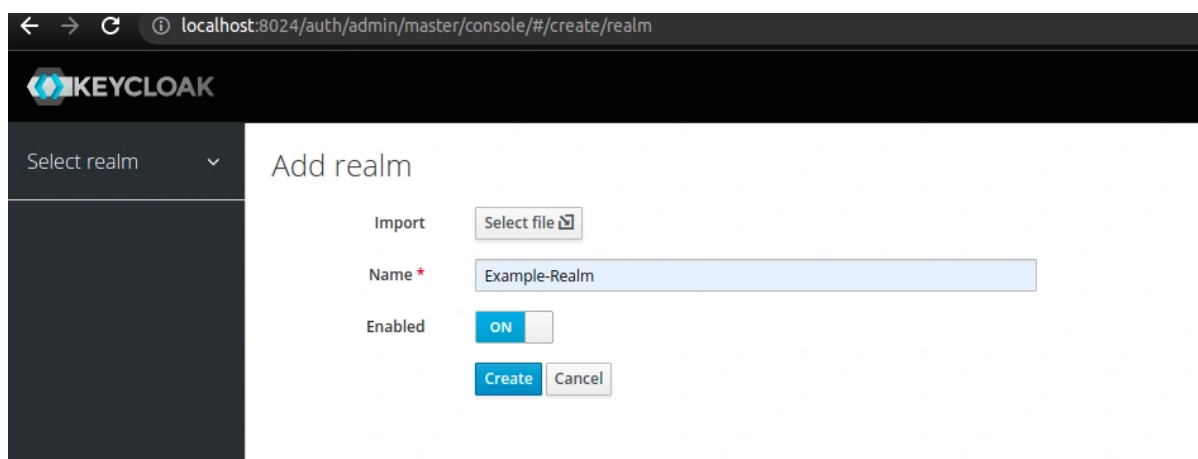 localhost:8024/auth/admin/master/console/#/create/realm
KEYCLOAK
Select realm
Add realm
Import Select file
Name * Example-Realm
Enabled ON
Create Cancel